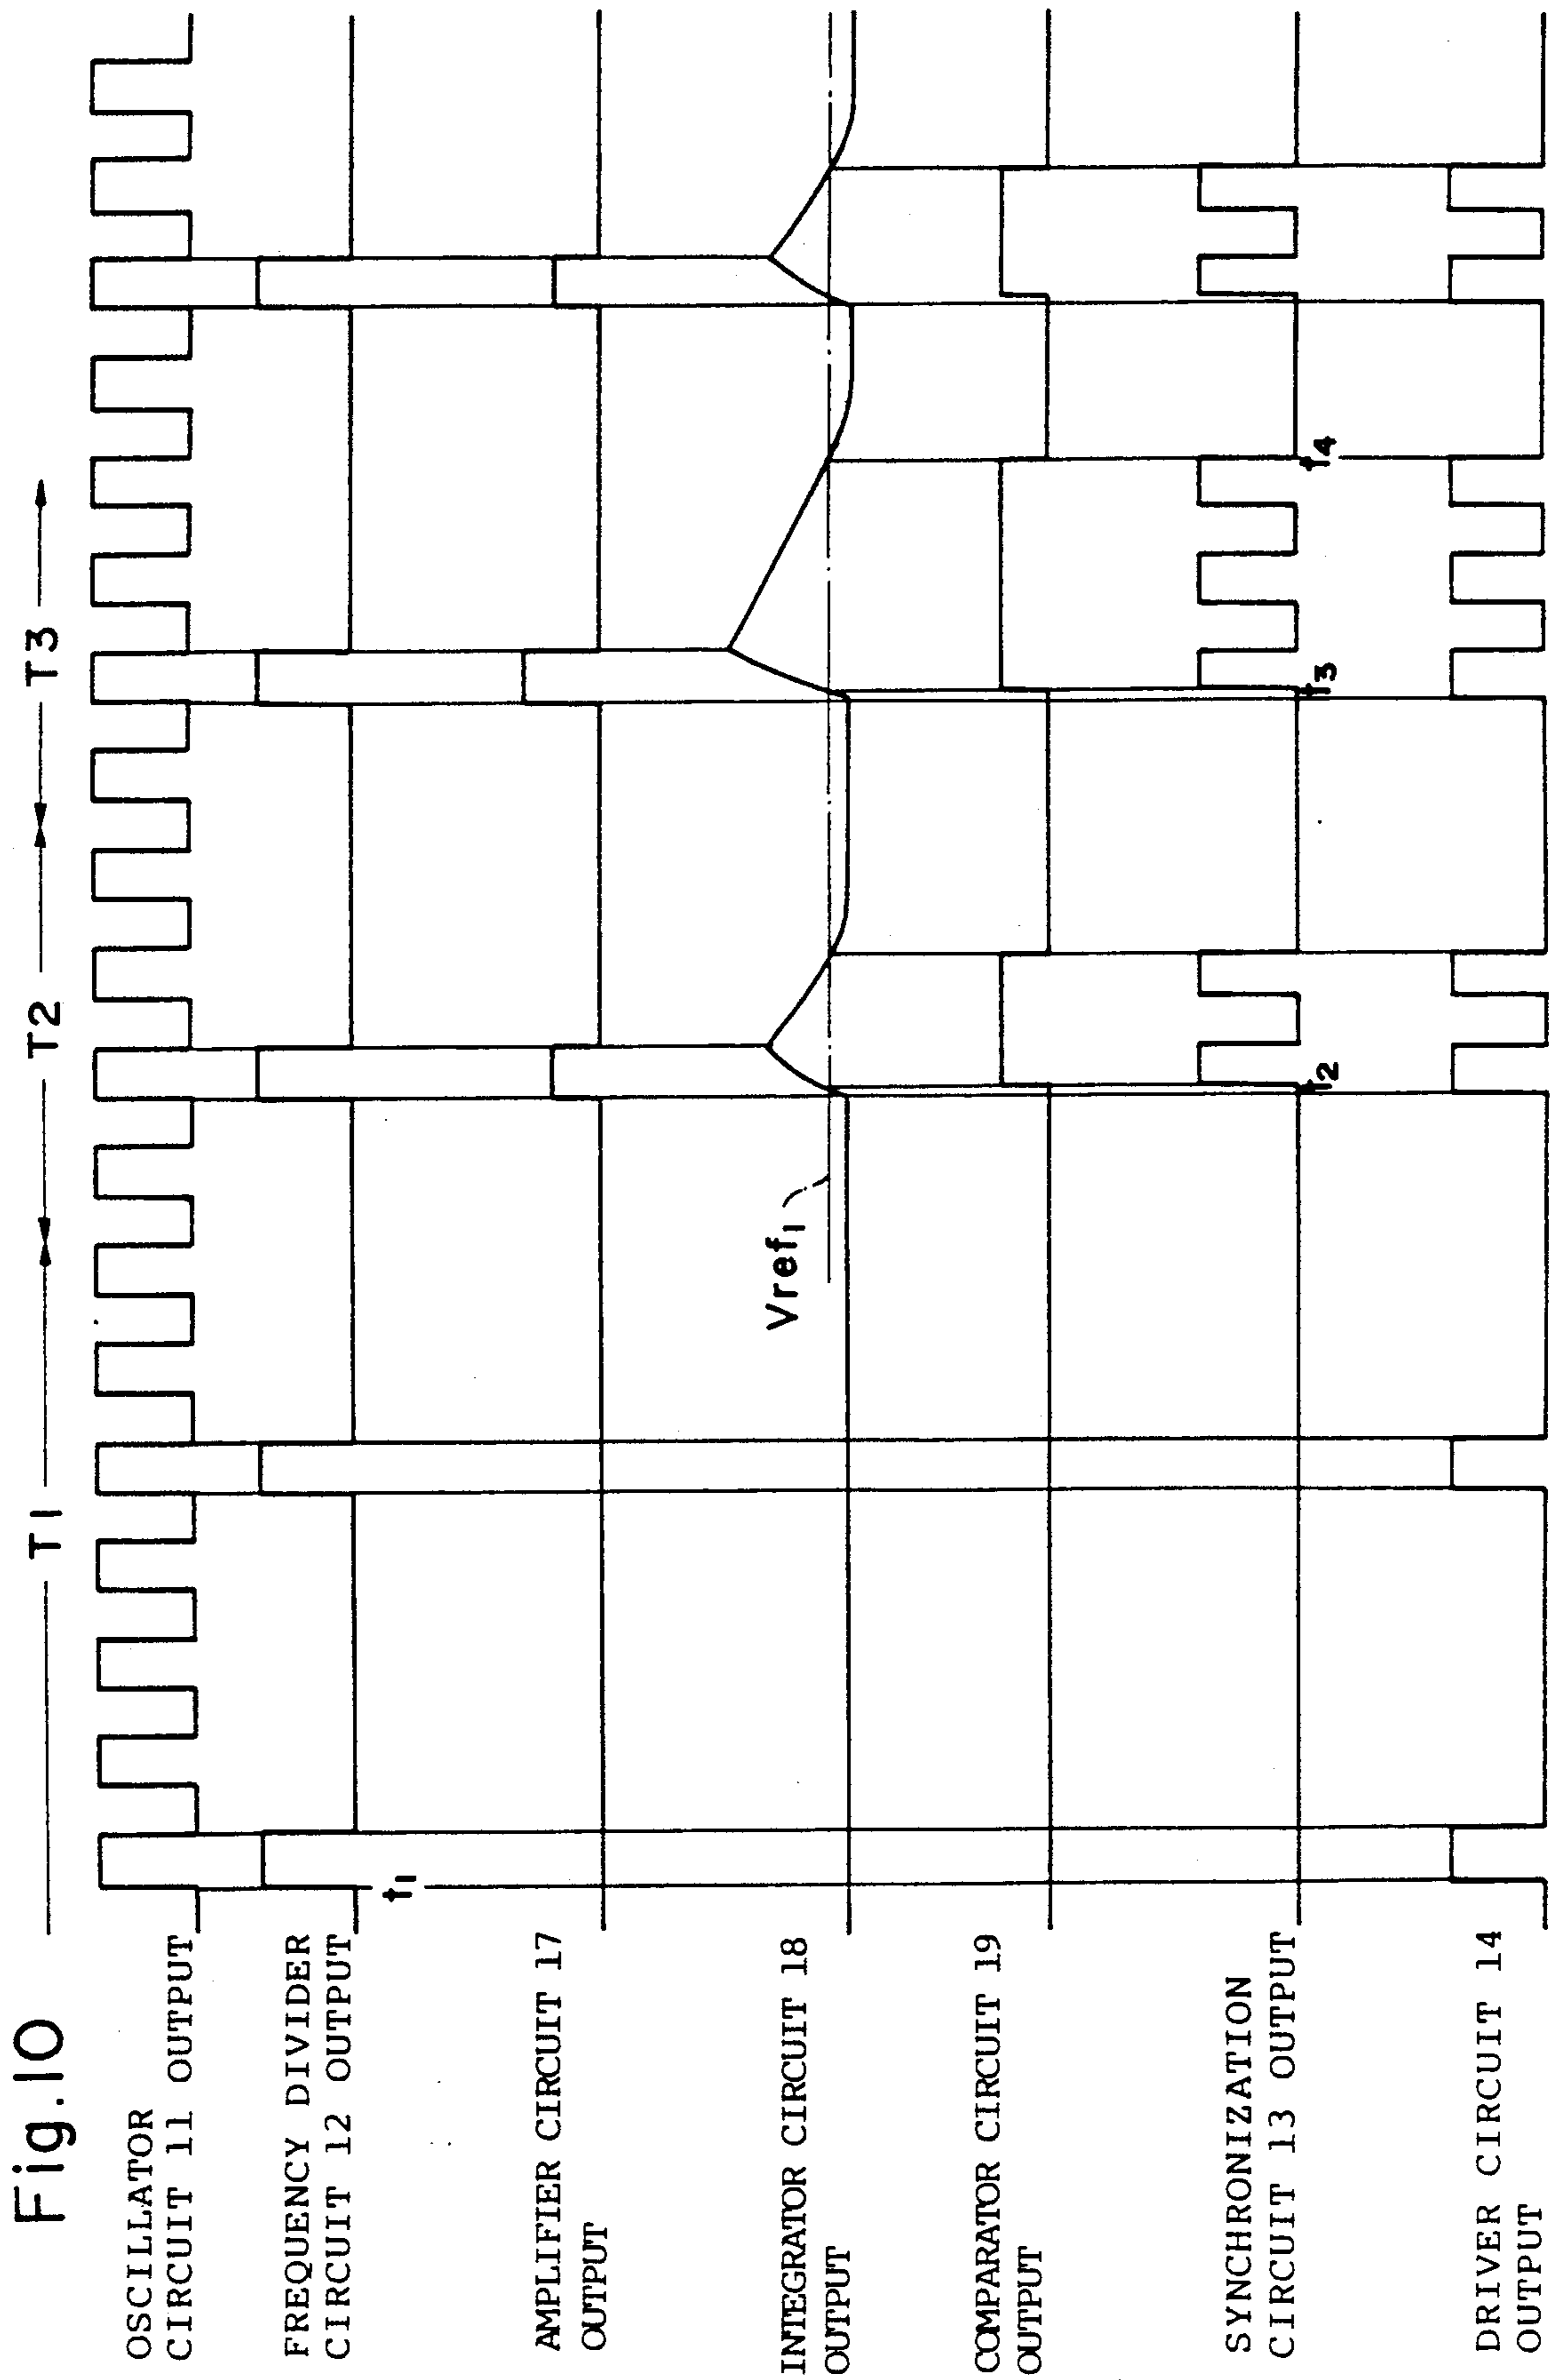 Fig.10
T1
T2
T3
OSCILLATOR
CIRCUIT 11 OUTPUT
FREQUENCY DIVIDER
CIRCUIT 12 OUTPUT
t1
AMPLIFIER CIRCUIT 17
OUTPUT
Vref1
INTEGRATOR CIRCUIT 18
OUTPUT
COMPARATOR CIRCUIT 19
OUTPUT
SYNCHRONIZATION
CIRCUIT 13 OUTPUT
t2
t3
t4
DRIVER CIRCUIT 14
OUTPUT